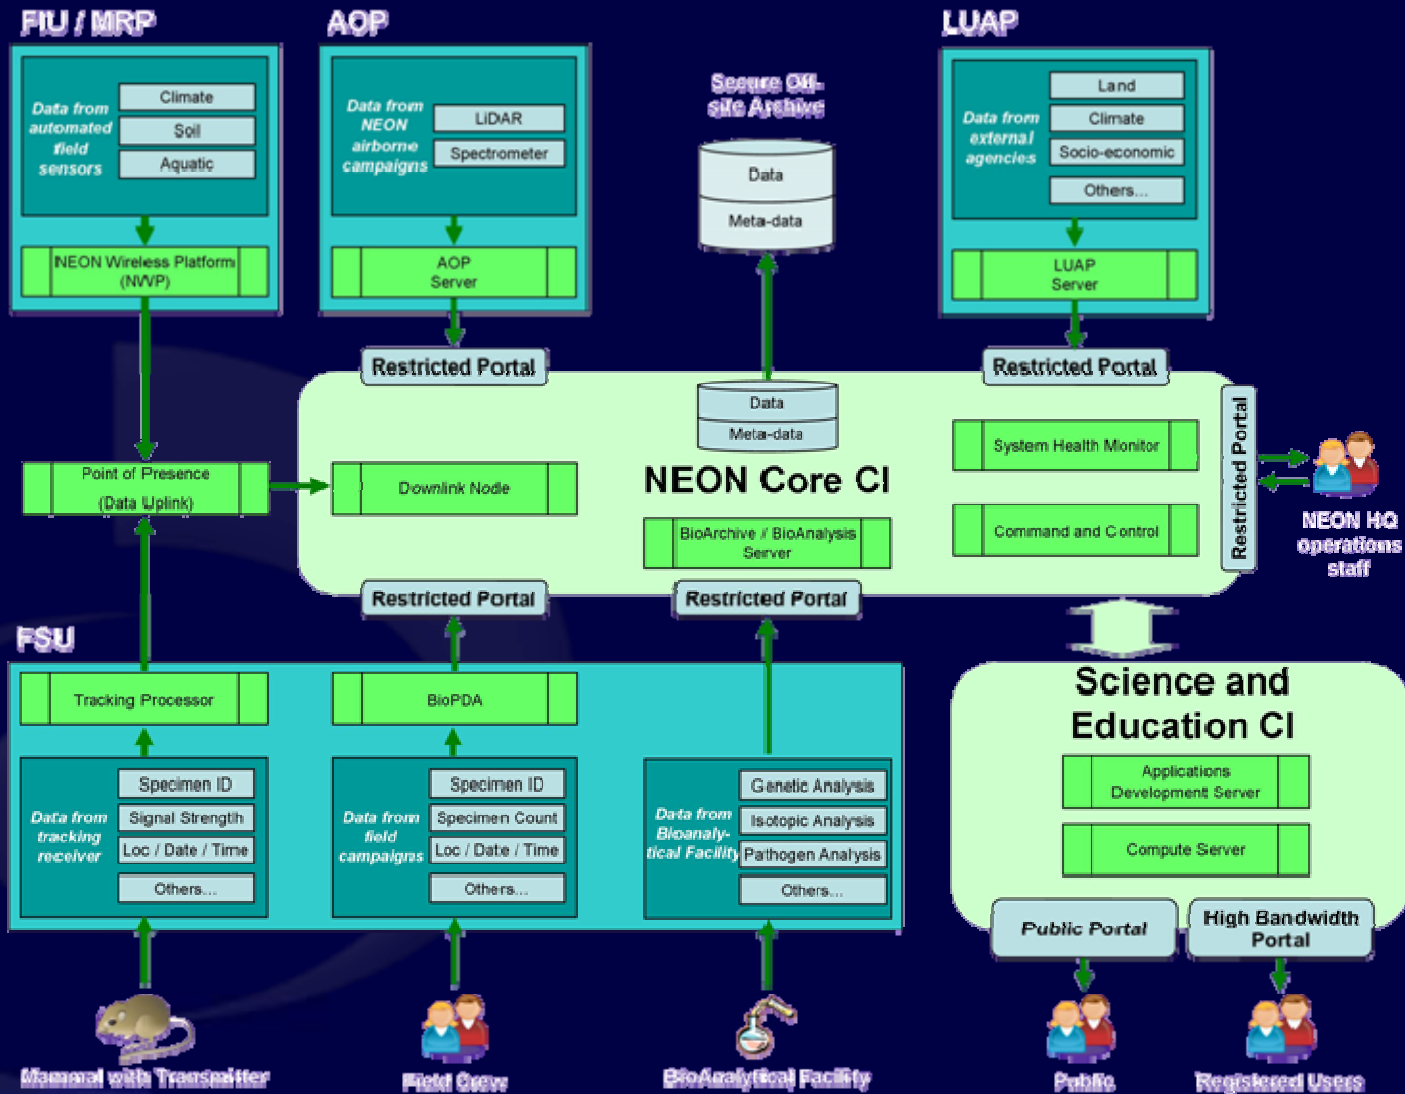 FIU / MRP
AOP
LUAP
Data from
automated
field
sensors
Climate
Soil
Aquatic
NEON Wireless Platform
(NWP)
Data from
NEON
airborne
campaigns
LiDAR
Spectrometer
AOP
Server
Secure Off-
site Archive
Data
Meta-data
Data from
external
agencies
Land
Climate
Socio-economic
Others...
LUAP
Server
Restricted Portal
Restricted Portal
Data
Meta-data
NEON Core CI
Point of Presence
(Data Uplink)
Downlink Node
BioArchive / BioAnalysis
Server
System Health Monitor
Command and Control
Restricted Portal
NEON HQ
operations
staff
Restricted Portal
Restricted Portal
FSU
Tracking Processor
BioPDA
Data from
tracking
receiver
Specimen ID
Signal Strength
Loc / Date / Time
Others...
Data from
field
campaigns
Specimen ID
Specimen Count
Loc / Date / Time
Others...
Data from
Bioanaly-
tical Facility
Genetic Analysis
Isotopic Analysis
Pathogen Analysis
Others...
Science and
Education CI
Applications
Development Server
Compute Server
Public Portal
High Bandwidth
Portal
Mammal with Transmitter
Field Crew
BioAnalytical Facility
Public
Registered Users